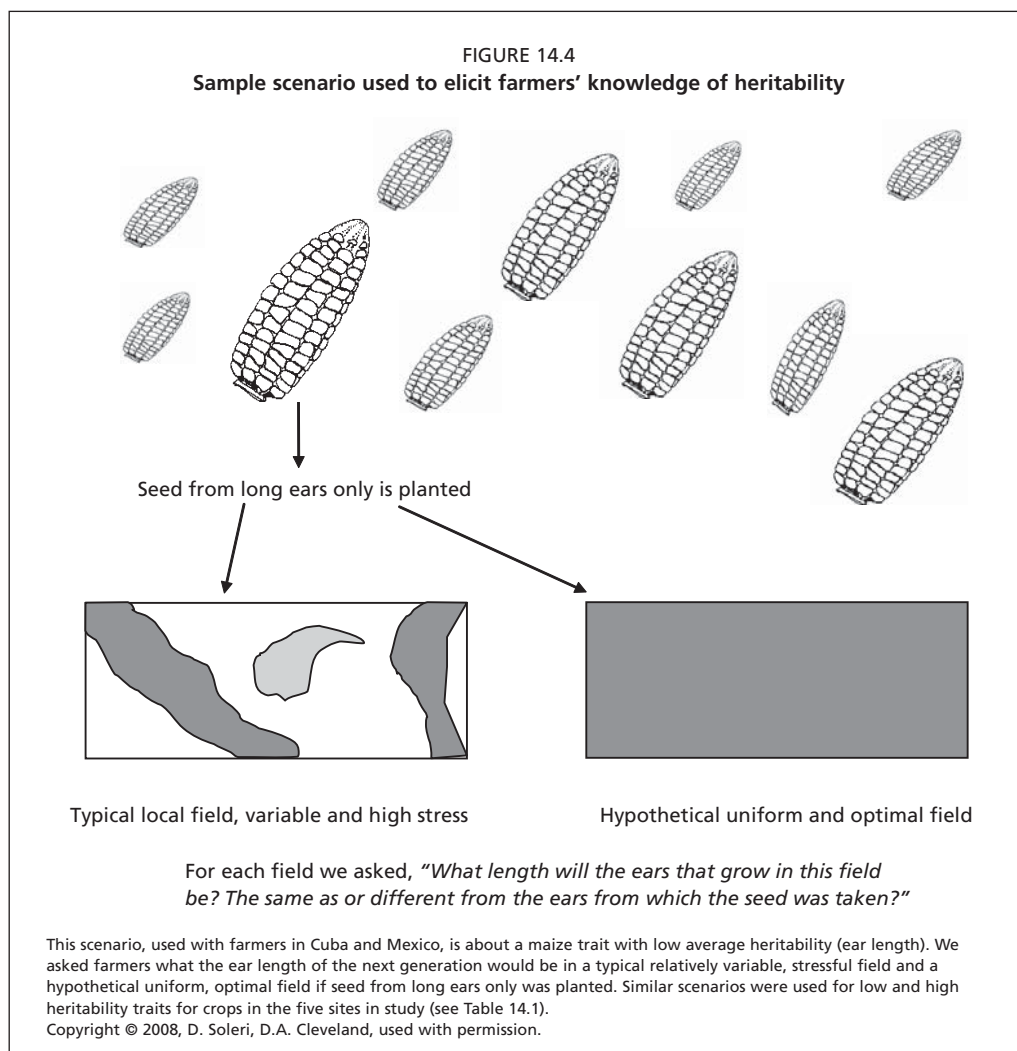 FIGURE 14.4
Sample scenario used to elicit farmers’ knowledge of heritability
Seed from long ears only is planted
Typical local field, variable and high stress
Hypothetical uniform and optimal field
For each field we asked, “What length will the ears that grow in this field
be? The same as or different from the ears from which the seed was taken?”
This scenario, used with farmers in Cuba and Mexico, is about a maize trait with low average heritability (ear length). We
asked farmers what the ear length of the next generation would be in a typical relatively variable, stressful field and a
hypothetical uniform, optimal field if seed from long ears only was planted. Similar scenarios were used for low and high
heritability traits for crops in the five sites in study (see Table 14.1).
Copyright © 2008, D. Soleri, D.A. Cleveland, used with permission.